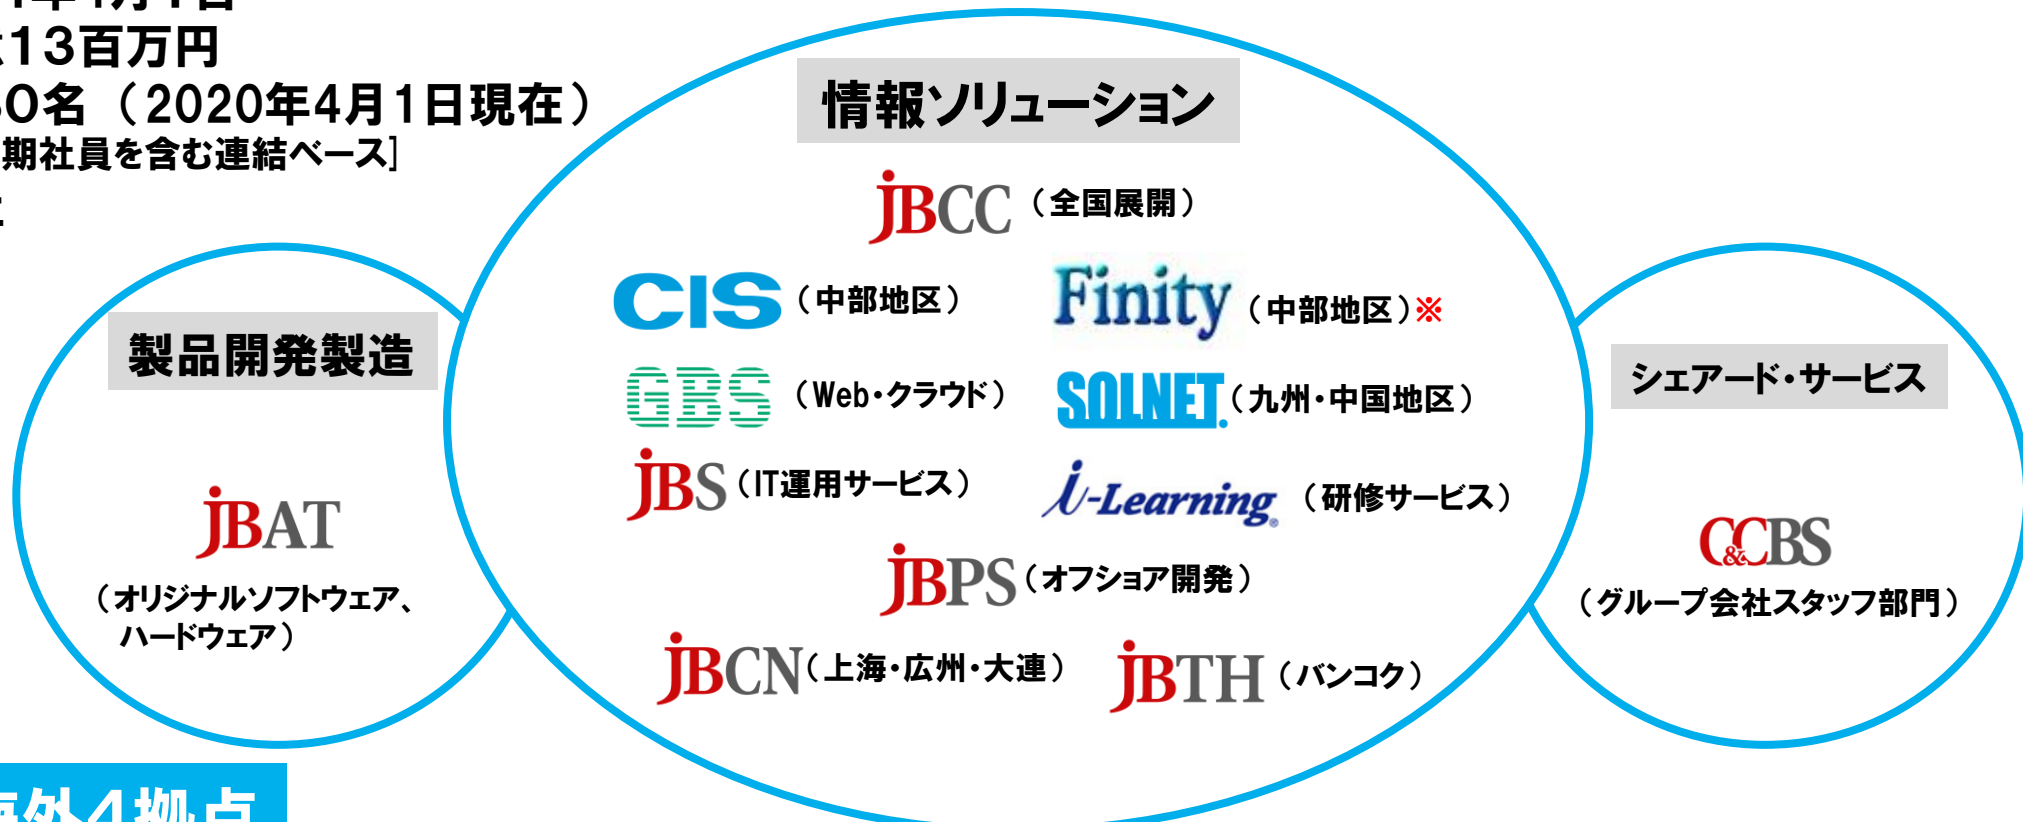 13百万円
0名（2020年4月1日現在）
期社員を含む連結ベース]
情報ソリューション
JBCC（全国展開）
CIS（中部地区）
Finity（中部地区）※
GBS（Web・クラウド）
SOLNET.（九州・中国地区）
JBS（IT運用サービス）
i-Learning®（研修サービス）
JBPS（オフショア開発）
JBCN（上海・広州・大連）
JBTH（バンコク）
製品開発製造
JBAT
（オリジナルソフトウェア、
ハードウェア）
シェアード・サービス
C&CBS
（グループ会社スタッフ部門）
海外4拠点